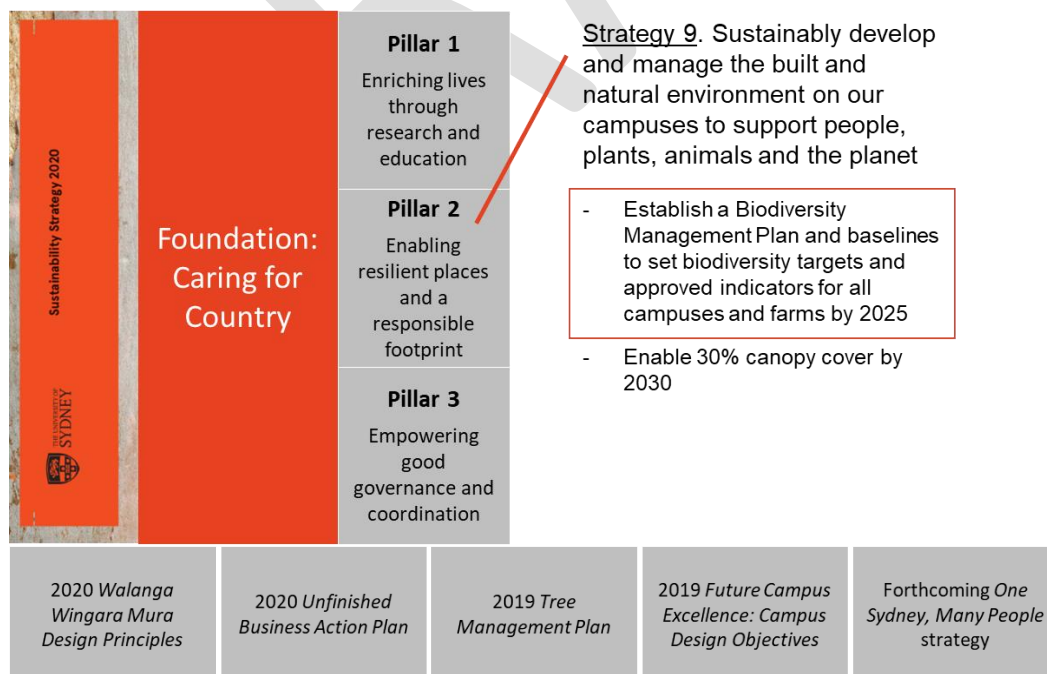 Sustainability Strategy 2020
THE UNIVERSITY OF
SYDNEY
Foundation:
Caring for
Country
Pillar 1
Enriching lives
through
research and
education
Pillar 2
Enabling
resilient places
and a
responsible
footprint
Pillar 3
Empowering
good
governance and
coordination
Strategy 9. Sustainably develop
and manage the built and
natural environment on our
campuses to support people,
plants, animals and the planet
- Establish a Biodiversity
Management Plan and baselines
to set biodiversity targets and
approved indicators for all
campuses and farms by 2025
- Enable 30% canopy cover by
2030
2020 Walanga
Wingara Mura
Design Principles
2020 Unfinished
Business Action Plan
2019 Tree
Management Plan
2019 Future Campus
Excellence: Campus
Design Objectives
Forthcoming One
Sydney, Many People
strategy